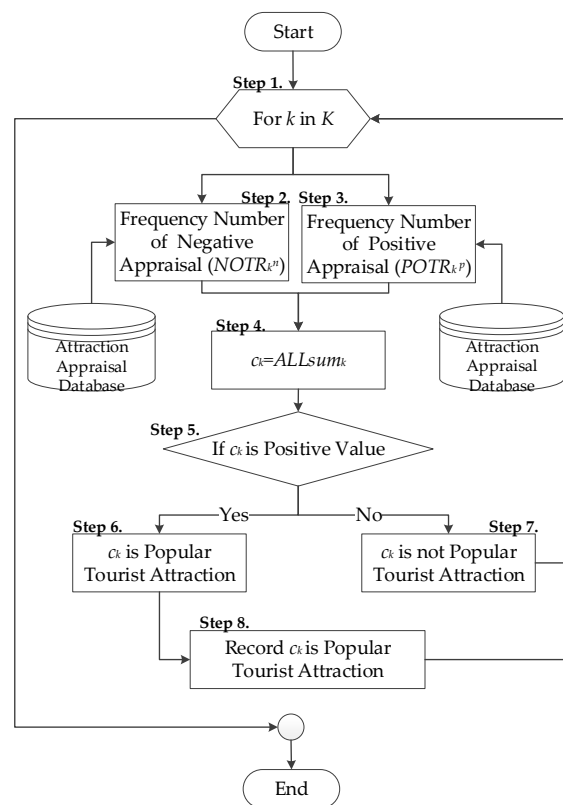 Start
Step 1.
For k in K
Step 2.
Frequency Number
of Negative
Appraisal (NOTRₖⁿ)
Step 3.
Frequency Number
of Positive
Appraisal (POTRₖᵖ)
Attraction
Appraisal
Database
Attraction
Appraisal
Database
Step 4.
cₖ=ALLsumₖ
Step 5.
If cₖ is Positive Value
Yes
No
Step 6.
cₖ is Popular
Tourist Attraction
Step 7.
cₖ is not Popular
Tourist Attraction
Step 8.
Record cₖ is Popular
Tourist Attraction
End